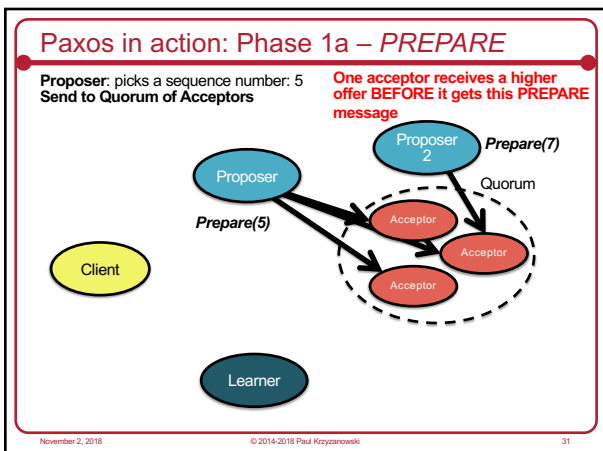 Paxos in action: Phase 1a – PREPARE
Proposer: picks a sequence number: 5
Send to Quorum of Acceptors
One acceptor receives a higher
offer BEFORE it gets this PREPARE
message
Proposer
2
Prepare(7)
Proposer
Quorum
Prepare(5)
Acceptor
Acceptor
Client
Acceptor
Learner
November 2, 2018
© 2014-2018 Paul Krzyzanowski
31